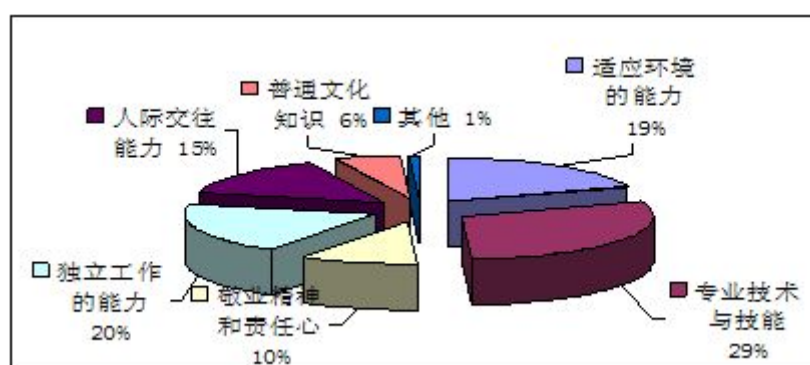 适应环境
的能力
19%
专业技术
与技能
29%
敬业精神
和责任心
10%
独立工作
的能力
20%
人际交往
能力 15%
普通文化
知识 6%
其他 1%